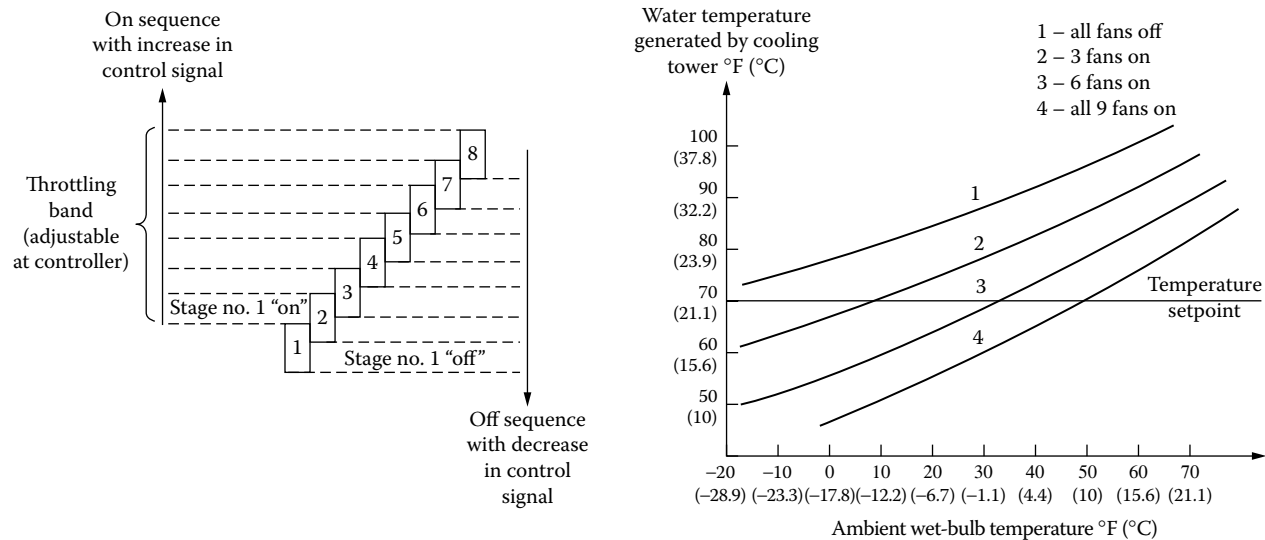 On sequence
with increase in
control signal
Throttling
band
(adjustable
at controller)
8
7
6
5
4
3
2
1
Stage no. 1 “on”
Stage no. 1 “off”
Off sequence
with decrease
in control
signal
Water temperature
generated by cooling
tower °F (°C)
1 – all fans off
2 – 3 fans on
3 – 6 fans on
4 – all 9 fans on
100
(37.8)
90
(32.2)
80
(23.9)
70
(21.1)
60
(15.6)
50
(10)
1
2
3
4
Temperature
setpoint
–20 –10 0 10 20 30 40 50 60 70
(–28.9) (–23.3) (–17.8) (–12.2) (–6.7) (–1.1) (4.4) (10) (15.6) (21.1)
Ambient wet-bulb temperature °F (°C)